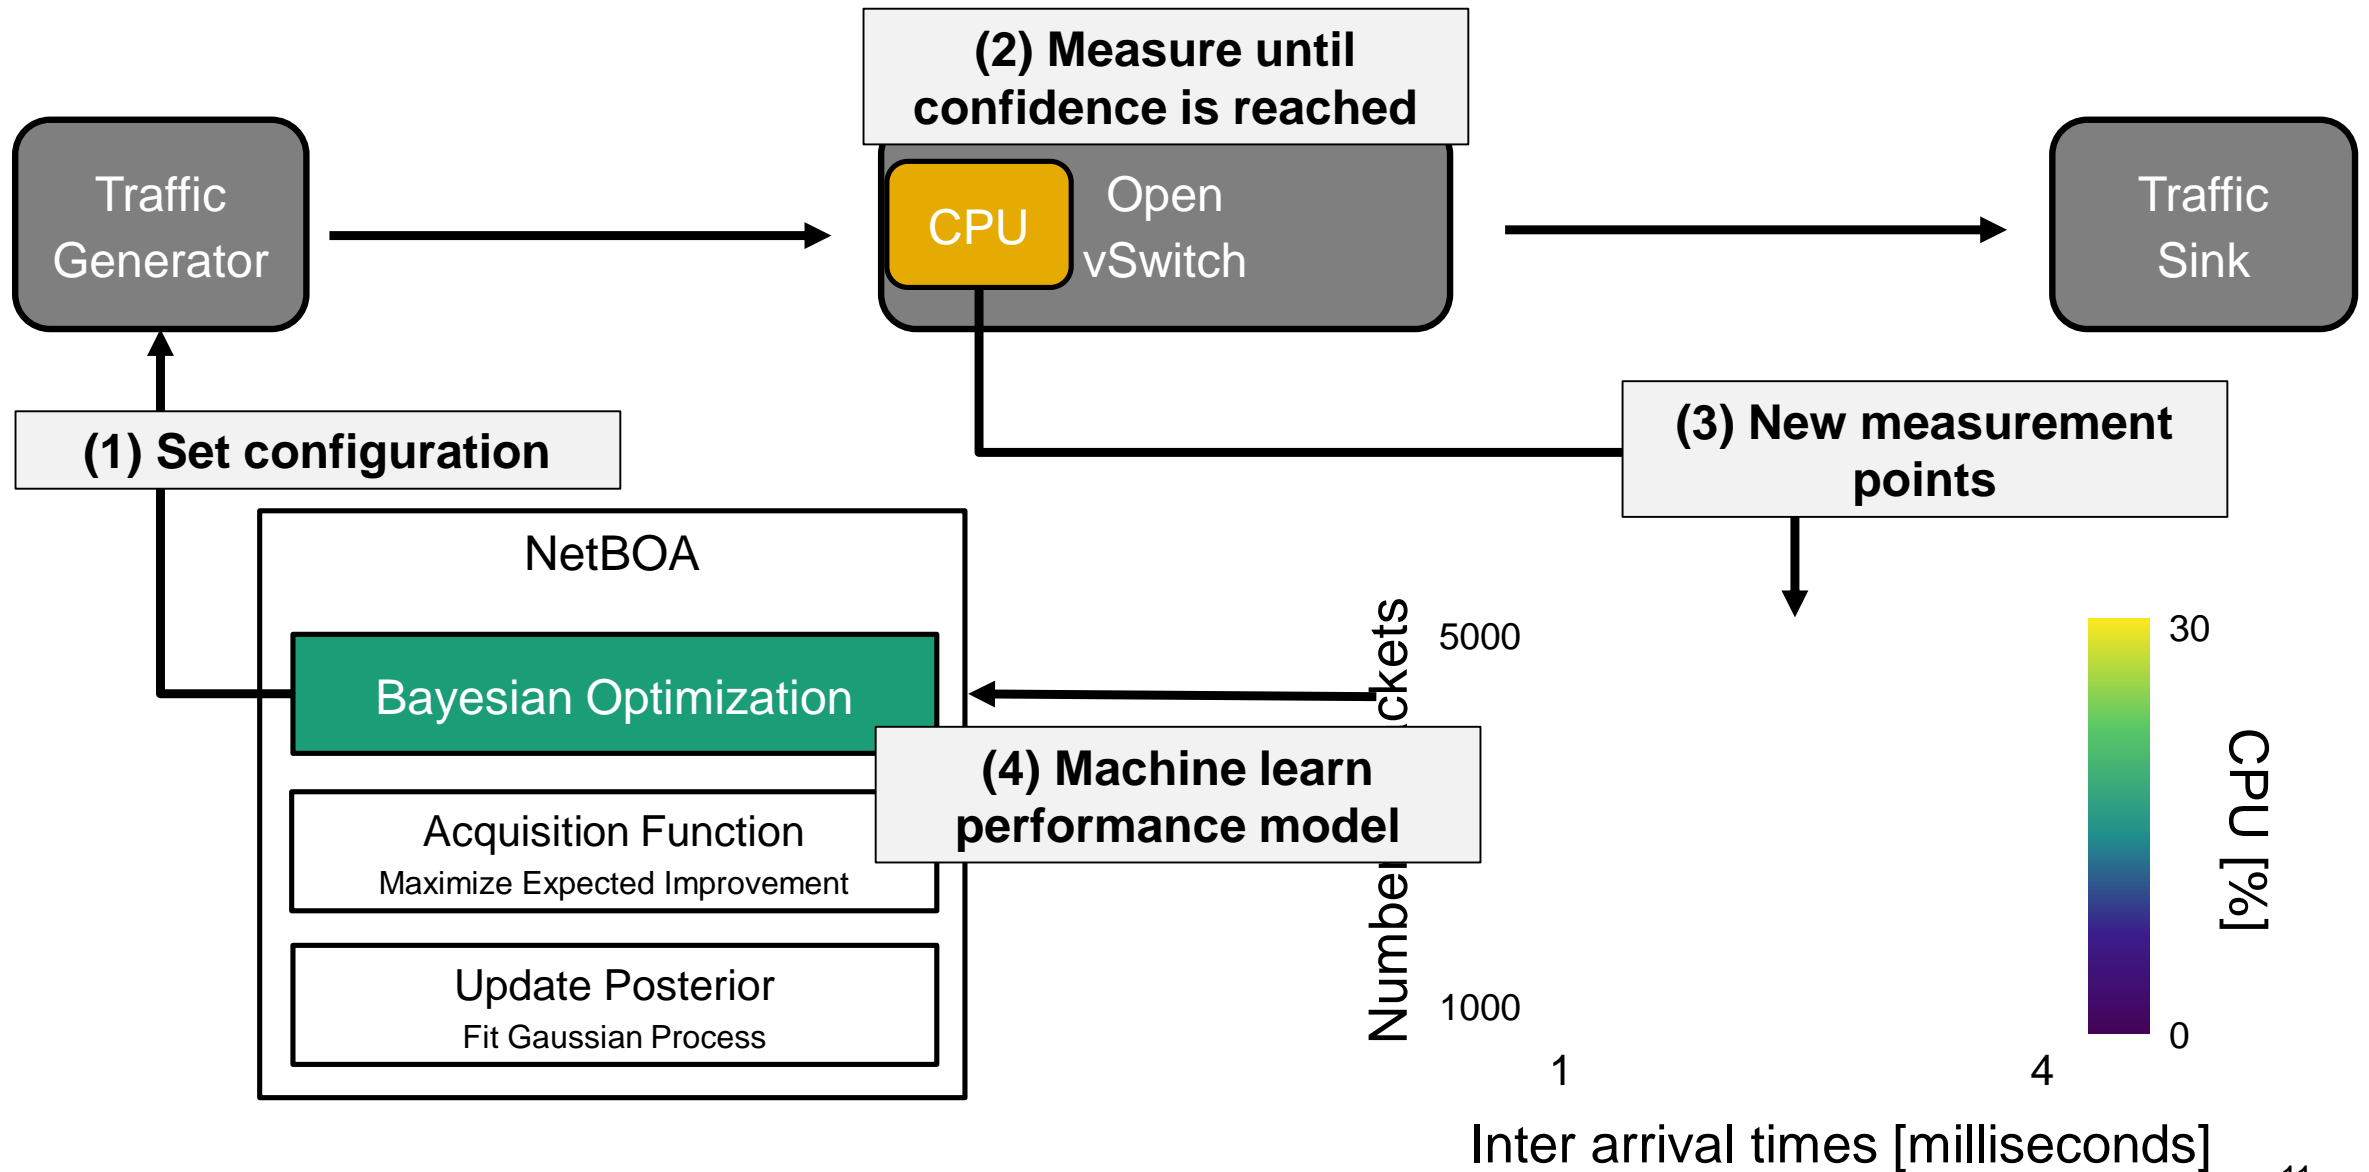 (2) Measure until
confidence is reached
Traffic
Generator
CPU
Open
vSwitch
Traffic
Sink
(1) Set configuration
(3) New measurement
points
NetBOA
Bayesian Optimization
Acquisition Function
Maximize Expected Improvement
Update Posterior
Fit Gaussian Process
(4) Machine learn
performance model
Number
5000
1000
1
4
Inter arrival times [milliseconds]
30
0
CPU [%]